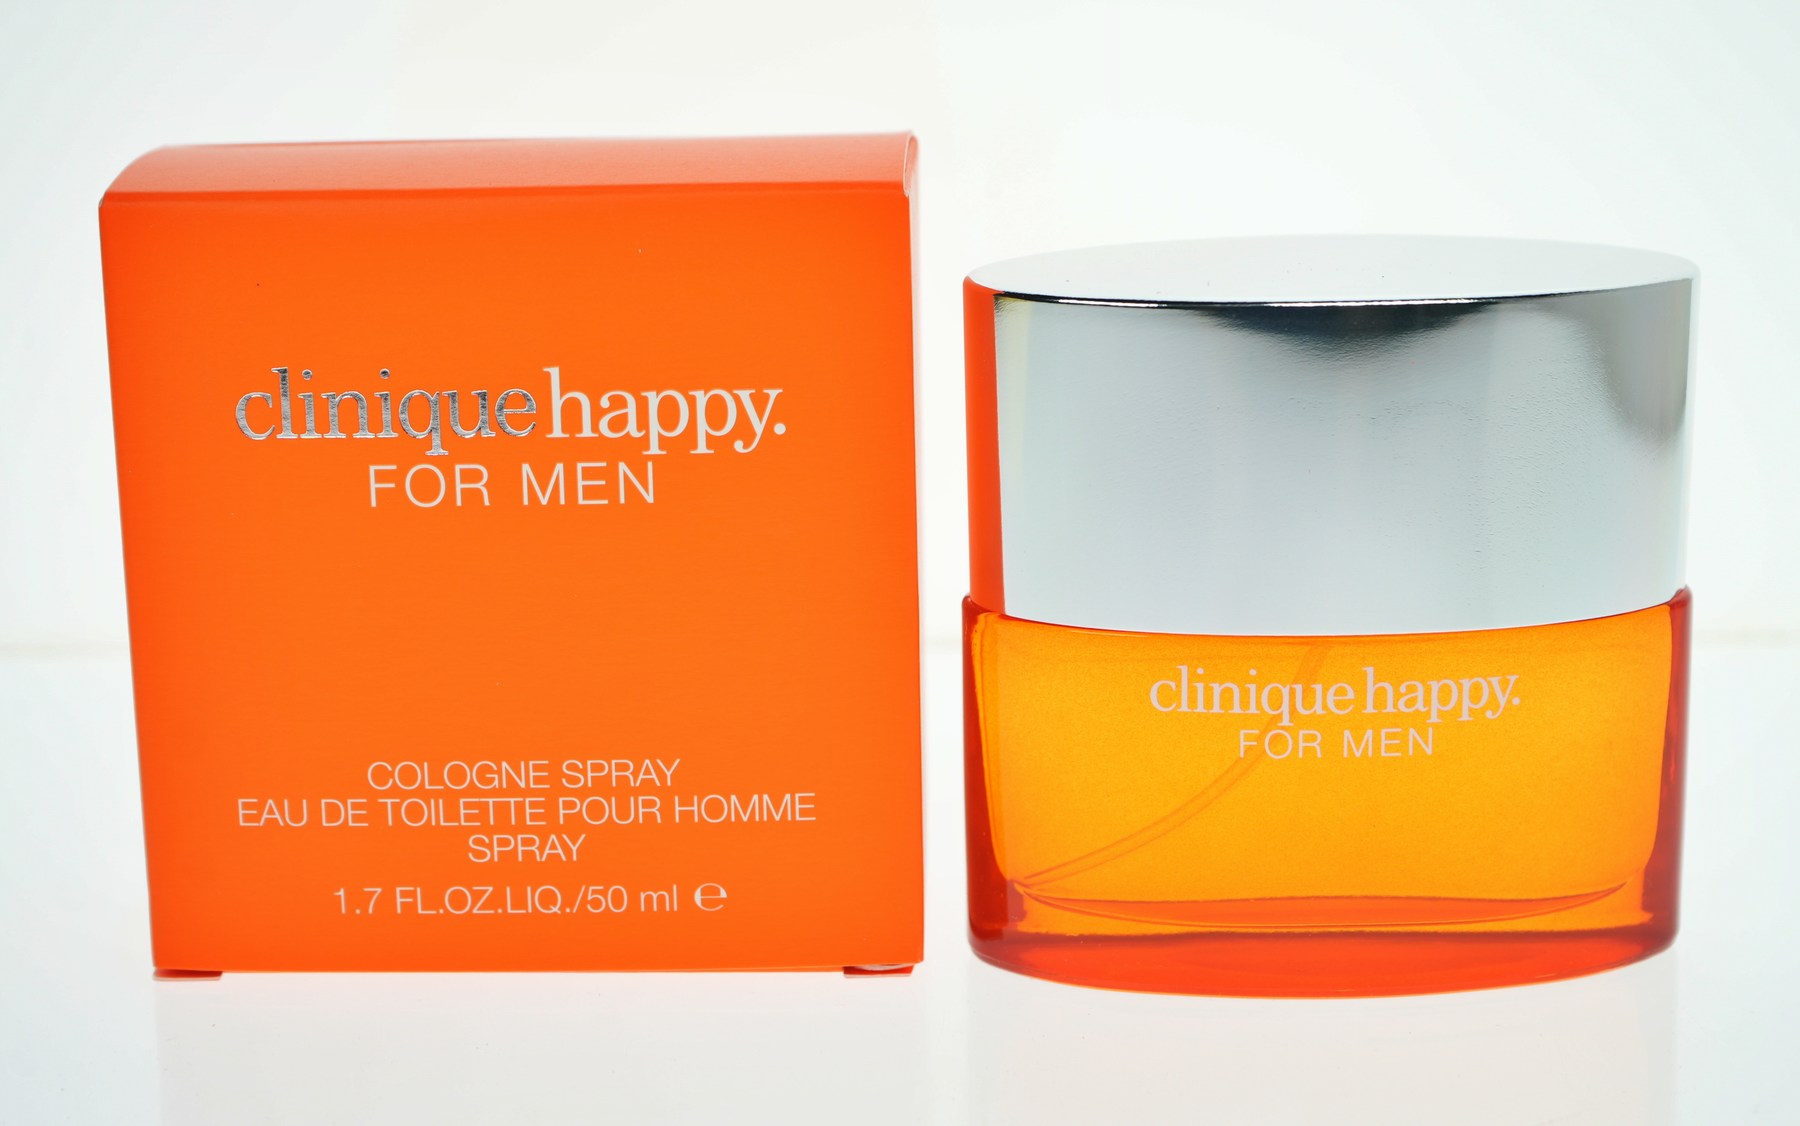 clinique happy.
FOR MEN
COLOGNE SPRAY
EAU DE TOILETTE POUR HOMME
SPRAY
1.7 FL.OZ.LIQ./50 ml ℮
clinique happy.
FOR MEN